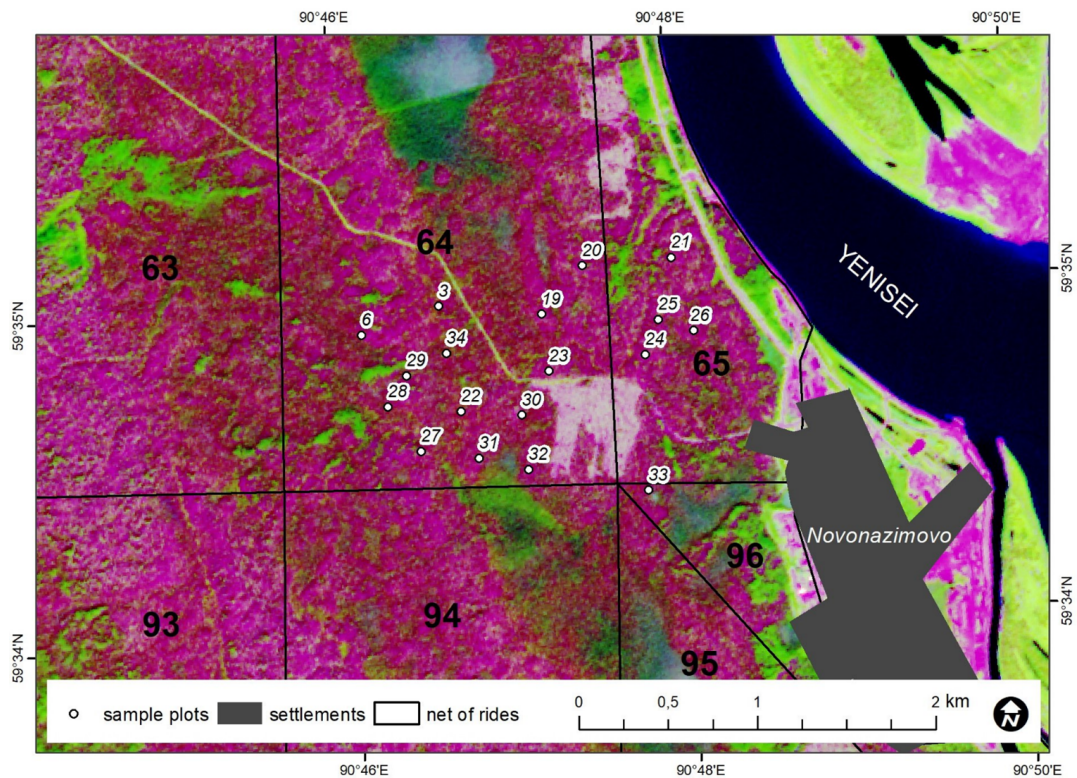 90°46'E
90°48'E
90°50'E
59°35'N
59°35'N
59°34'N
59°34'N
YENISEI
63
64
65
20
21
3
19
25
26
6
34
24
29
23
28
22
30
27
31
32
33
Novonazimovo
96
93
94
95
sample plots
settlements
net of rides
0
0,5
1
2 km
N
90°46'E
90°48'E
90°50'E